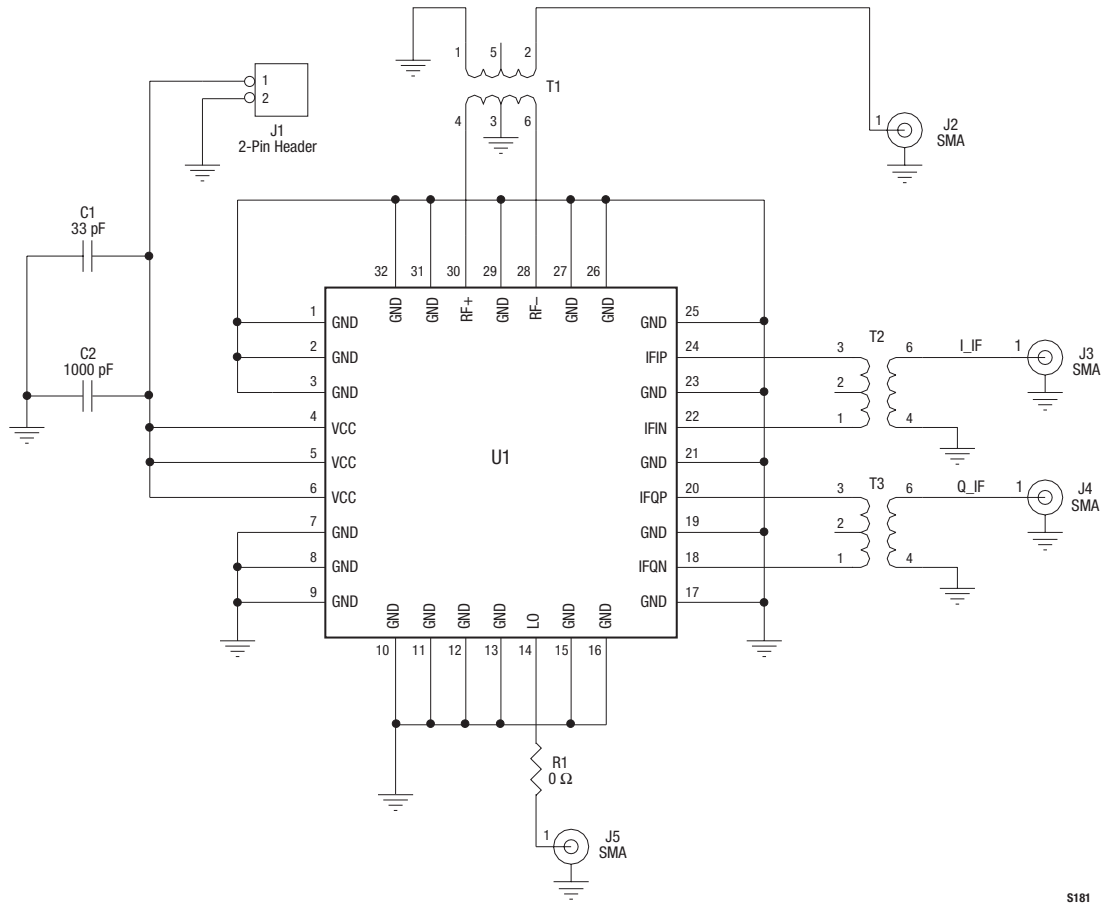 1 5 2
T1
4 3 6
1
2
J1
2-Pin Header
1
J2
SMA
C1
33 pF
C2
1000 pF
32 31 30 29 28 27 26
GND GND RF+ GND RF– GND GND
1 GND
2 GND
3 GND
4 VCC
5 VCC
6 VCC
7 GND
8 GND
9 GND
U1
GND 25
IFIP 24
GND 23
IFIN 22
GND 21
IFQP 20
GND 19
IFQN 18
GND 17
GND GND GND GND LO GND GND
10 11 12 13 14 15 16
T2
3 6 I_IF 1
2
1 4
J3
SMA
T3
3 6 Q_IF 1
2
1 4
J4
SMA
R1
0 Ω
1
J5
SMA
S181